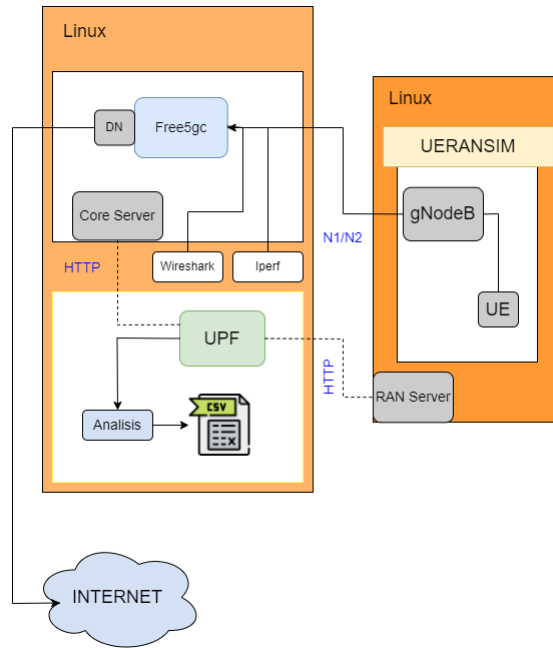 Linux
DN
Free5gc
Core Server
HTTP
Wireshark
Iperf
N1/N2
UPF
HTTP
Analisis
CSV
INTERNET
Linux
UERANSIM
gNodeB
UE
RAN Server